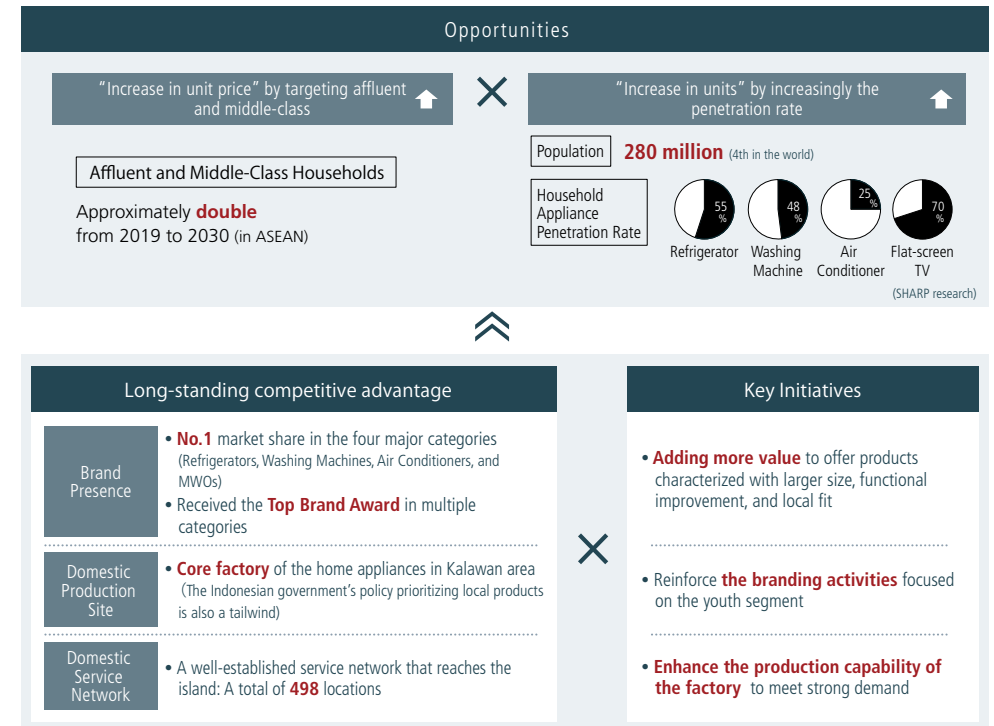 Opportunities
“Increase in unit price” by targeting affluent
and middle-class
“Increase in units” by increasingly the
penetration rate
Affluent and Middle-Class Households
Approximately double
from 2019 to 2030 (in ASEAN)
Population
280 million (4th in the world)
Household
Appliance
Penetration Rate
55
%
48
%
25
%
70
%
Refrigerator
Washing
Machine
Air
Conditioner
Flat-screen
TV
(SHARP research)
Long-standing competitive advantage
Brand
Presence
• No.1 market share in the four major categories
(Refrigerators, Washing Machines, Air Conditioners, and
MWOs)
• Received the Top Brand Award in multiple
categories
Domestic
Production
Site
• Core factory of the home appliances in Kalawan area
(The Indonesian government’s policy prioritizing local products
is also a tailwind)
Domestic
Service
Network
• A well-established service network that reaches the
island: A total of 498 locations
Key Initiatives
• Adding more value to offer products
characterized with larger size, functional
improvement, and local fit
• Reinforce the branding activities focused
on the youth segment
• Enhance the production capability of
the factory to meet strong demand